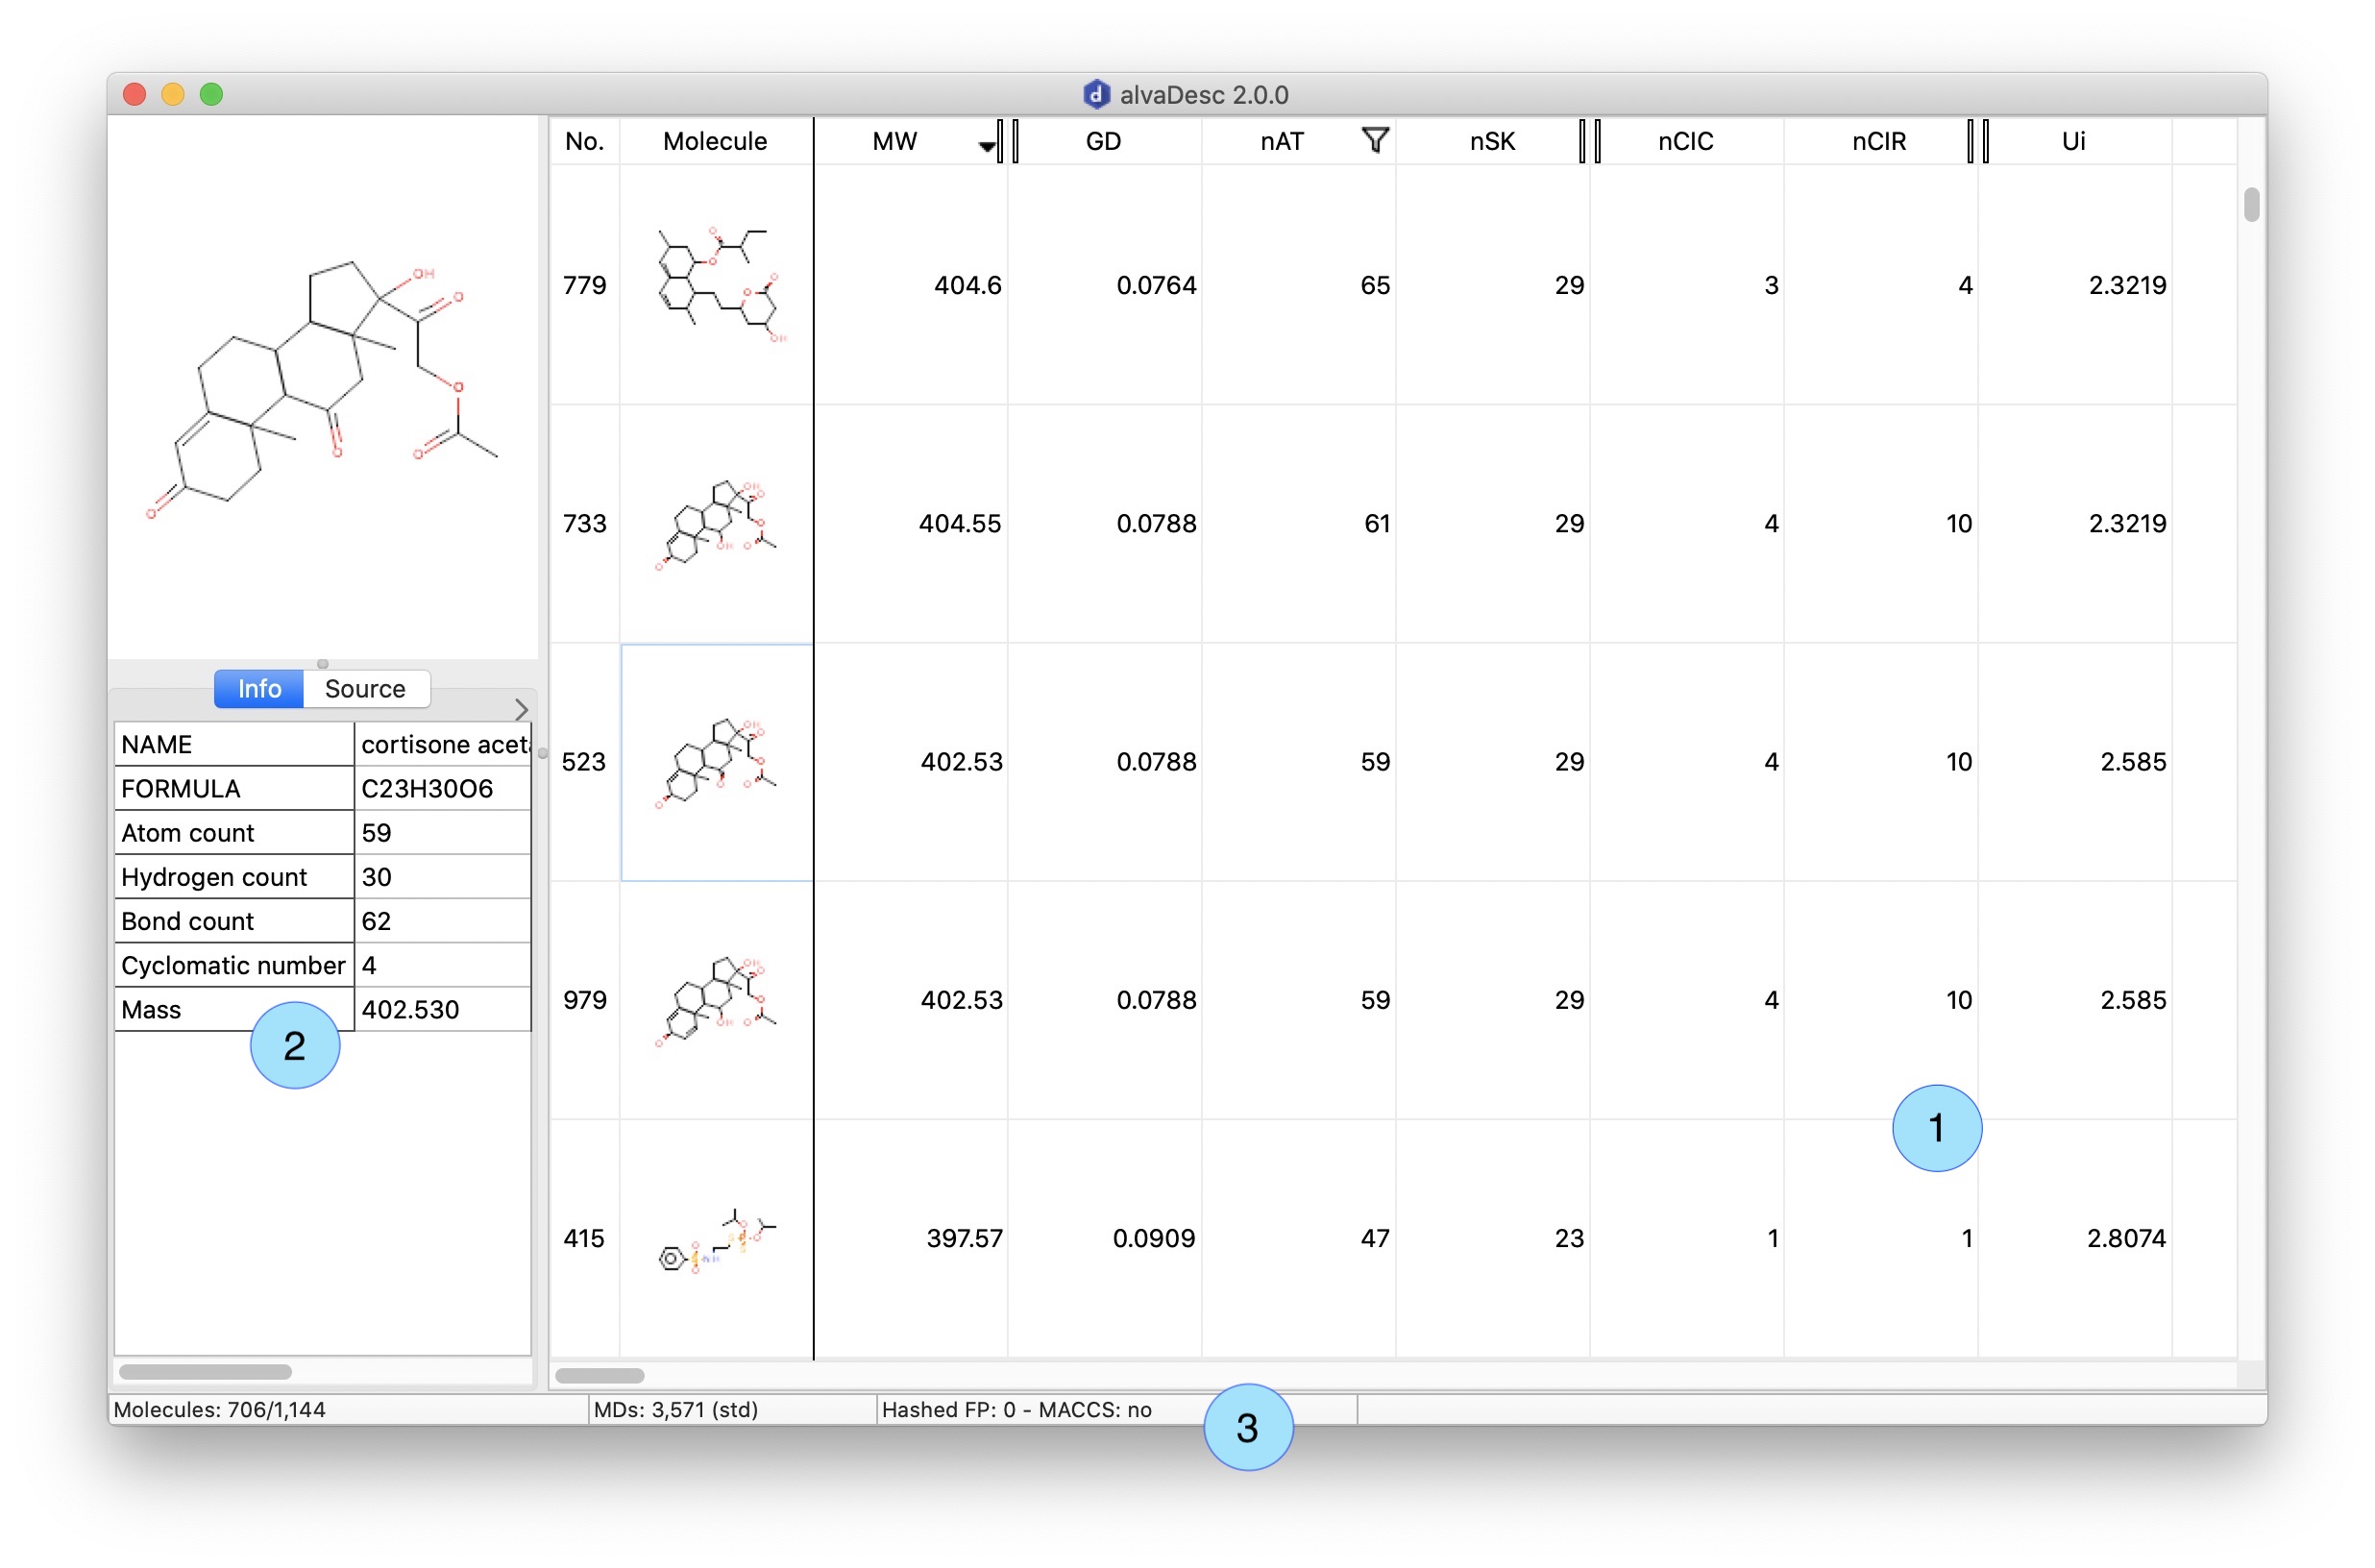 alvaDesc 2.0.0
No. Molecule MW GD nAT nSK nCIC nCIR Ui
OH
O
O
O
O
O
779 404.6 0.0764 65 29 3 4 2.3219
733 404.55 0.0788 61 29 4 10 2.3219
523 402.53 0.0788 59 29 4 10 2.585
979 402.53 0.0788 59 29 4 10 2.585
415 397.57 0.0909 47 23 1 1 2.8074
Info Source
NAME cortisone acet
FORMULA C23H30O6
Atom count 59
Hydrogen count 30
Bond count 62
Cyclomatic number 4
Mass 402.530
2
1
Molecules: 706/1,144 MDs: 3,571 (std) Hashed FP: 0 - MACCS: no
3